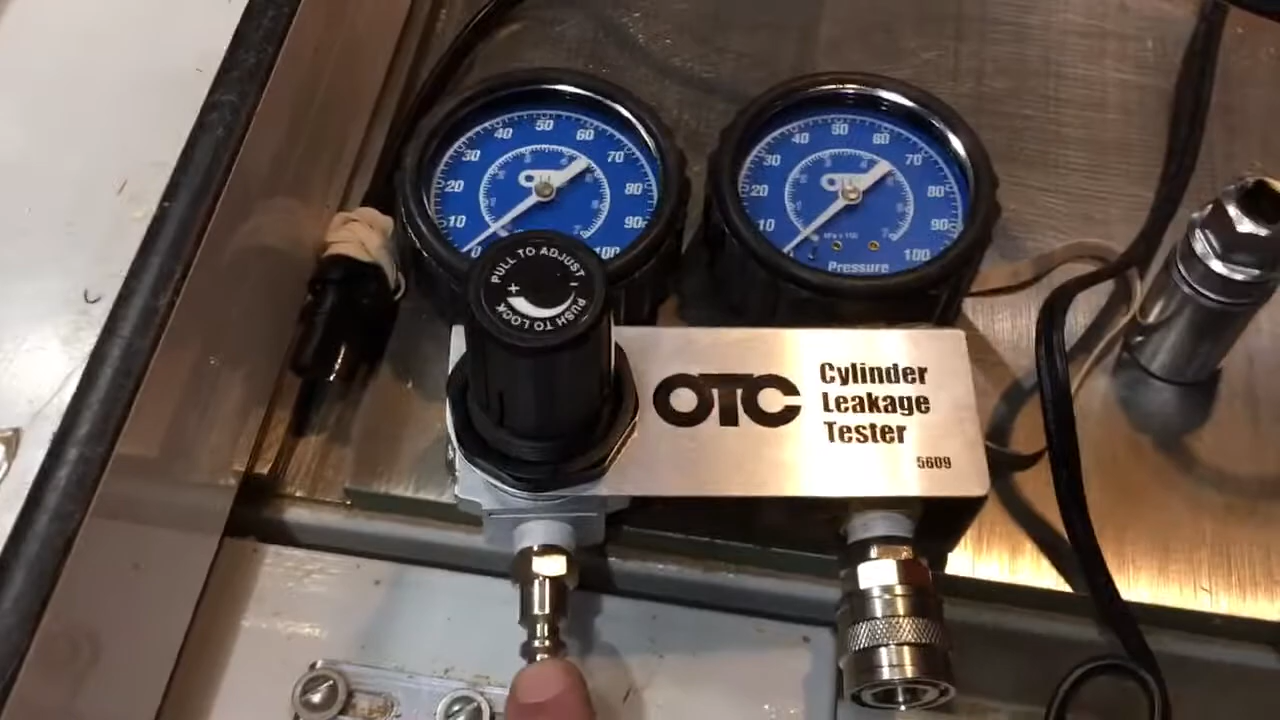 0 10 20 30 40 50 60 70 80 90 100
10 20 30 40 50 60 70 80 90 100
Pressure
PULL TO ADJUST
+ -
PUSH TO LOCK
OTC
Cylinder
Leakage
Tester
5609